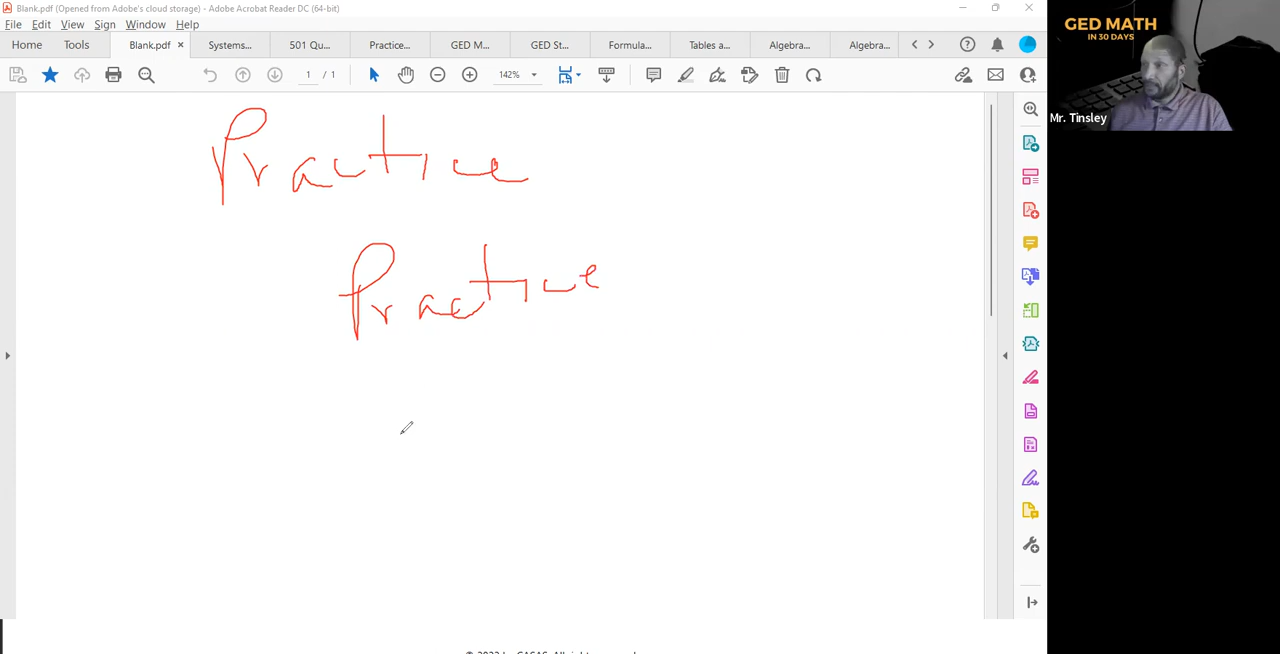 Blank.pdf (Opened from Adobe's cloud storage) - Adobe Acrobat Reader DC (64-bit)
File Edit View Sign Window Help
Home Tools Blank.pdf × Systems... 501 Qu... Practice... GED M... GED St... Formula... Tables a... Algebra... Algebra...
1 / 1 142%
GED MATH
IN 30 DAYS
Mr. Tinsley
Practice
Practice